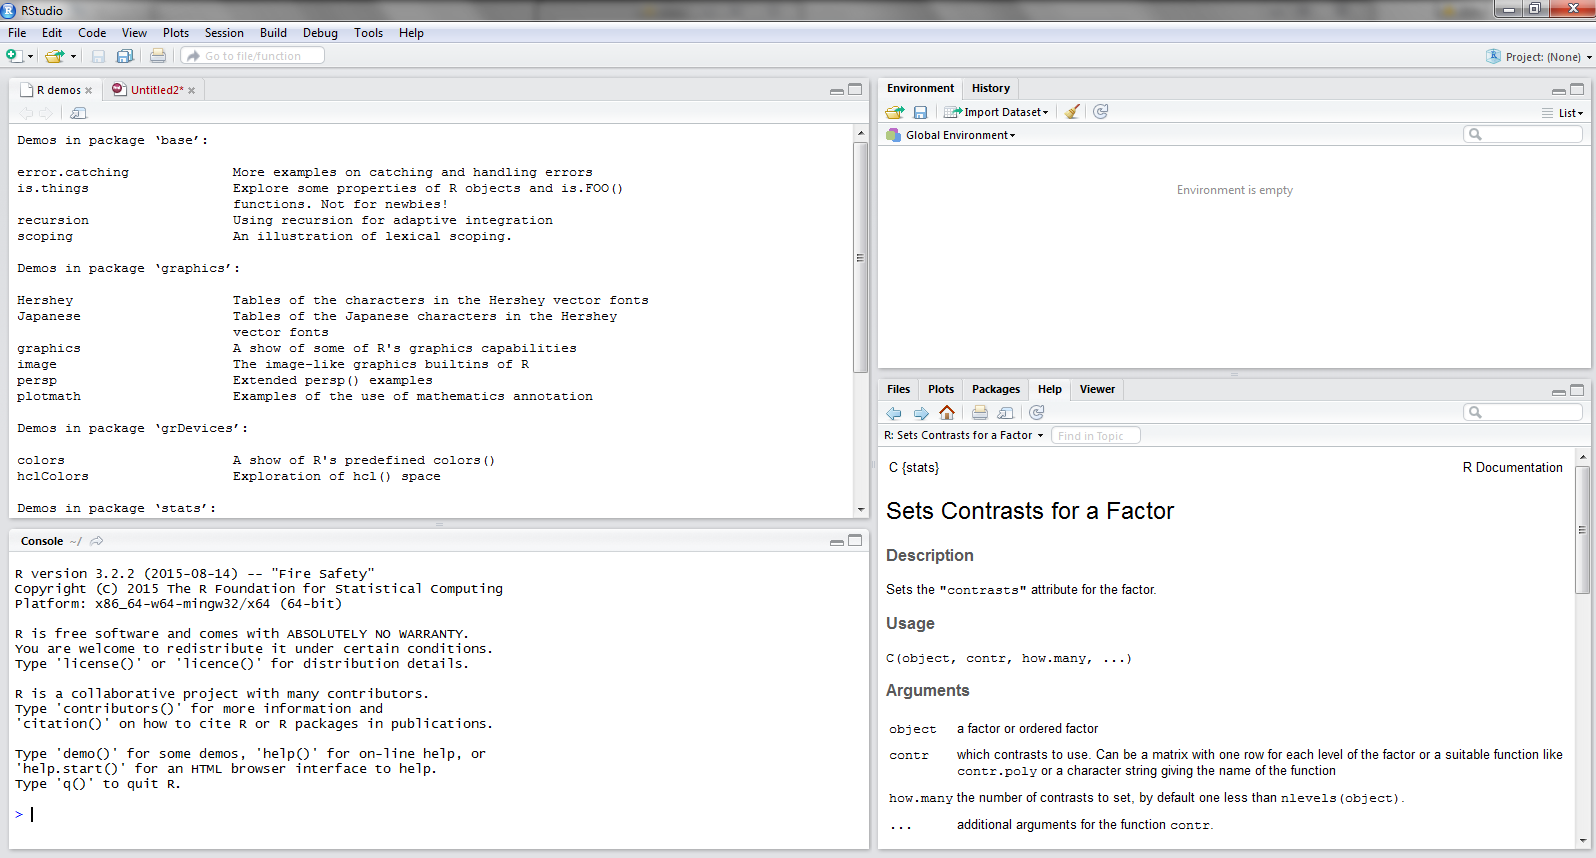 RStudio
File Edit Code View Plots Session Build Debug Tools Help
Go to file/function
Project: (None)
R demos
Untitled2*
Demos in package ‘base’:
error.catching More examples on catching and handling errors
is.things Explore some properties of R objects and is.FOO()
functions. Not for newbies!
recursion Using recursion for adaptive integration
scoping An illustration of lexical scoping.
Demos in package ‘graphics’:
Hershey Tables of the characters in the Hershey vector fonts
Japanese Tables of the Japanese characters in the Hershey
vector fonts
graphics A show of some of R's graphics capabilities
image The image-like graphics builtins of R
persp Extended persp() examples
plotmath Examples of the use of mathematics annotation
Demos in package ‘grDevices’:
colors A show of R's predefined colors()
hclColors Exploration of hcl() space
Demos in package ‘stats’:
Console ~/
R version 3.2.2 (2015-08-14) -- "Fire Safety"
Copyright (C) 2015 The R Foundation for Statistical Computing
Platform: x86_64-w64-mingw32/x64 (64-bit)
R is free software and comes with ABSOLUTELY NO WARRANTY.
You are welcome to redistribute it under certain conditions.
Type 'license()' or 'licence()' for distribution details.
R is a collaborative project with many contributors.
Type 'contributors()' for more information and
'citation()' on how to cite R or R packages in publications.
Type 'demo()' for some demos, 'help()' for on-line help, or
'help.start()' for an HTML browser interface to help.
Type 'q()' to quit R.
>
Environment History
Import Dataset
List
Global Environment
Environment is empty
Files Plots Packages Help Viewer
R: Sets Contrasts for a Factor
Find in Topic
C {stats} R Documentation
Sets Contrasts for a Factor
Description
Sets the "contrasts" attribute for the factor.
Usage
C(object, contr, how.many, ...)
Arguments
object a factor or ordered factor
contr which contrasts to use. Can be a matrix with one row for each level of the factor or a suitable function like
contr.poly or a character string giving the name of the function
how.many the number of contrasts to set, by default one less than nlevels(object).
... additional arguments for the function contr.